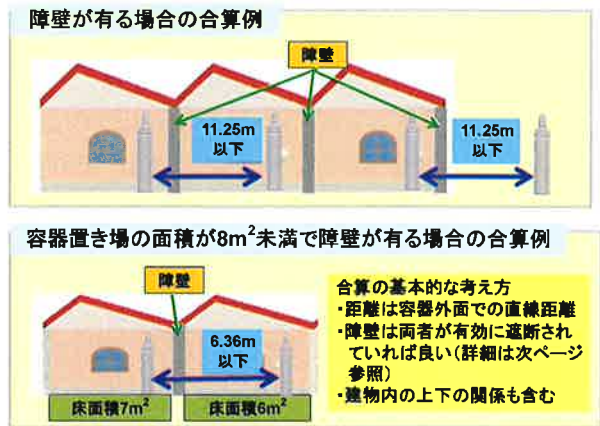 障壁が有る場合の合算例
障壁
11.25m
以下
11.25m
以下
容器置き場の面積が8m²未満で障壁が有る場合の合算例
障壁
6.36m
以下
床面積7m²
床面積6m²
合算の基本的な考え方
・距離は容器外面での直線距離
・障壁は両者が有効に遮断され
ていれば良い(詳細は次ページ
参照)
・建物内の上下の関係も含む